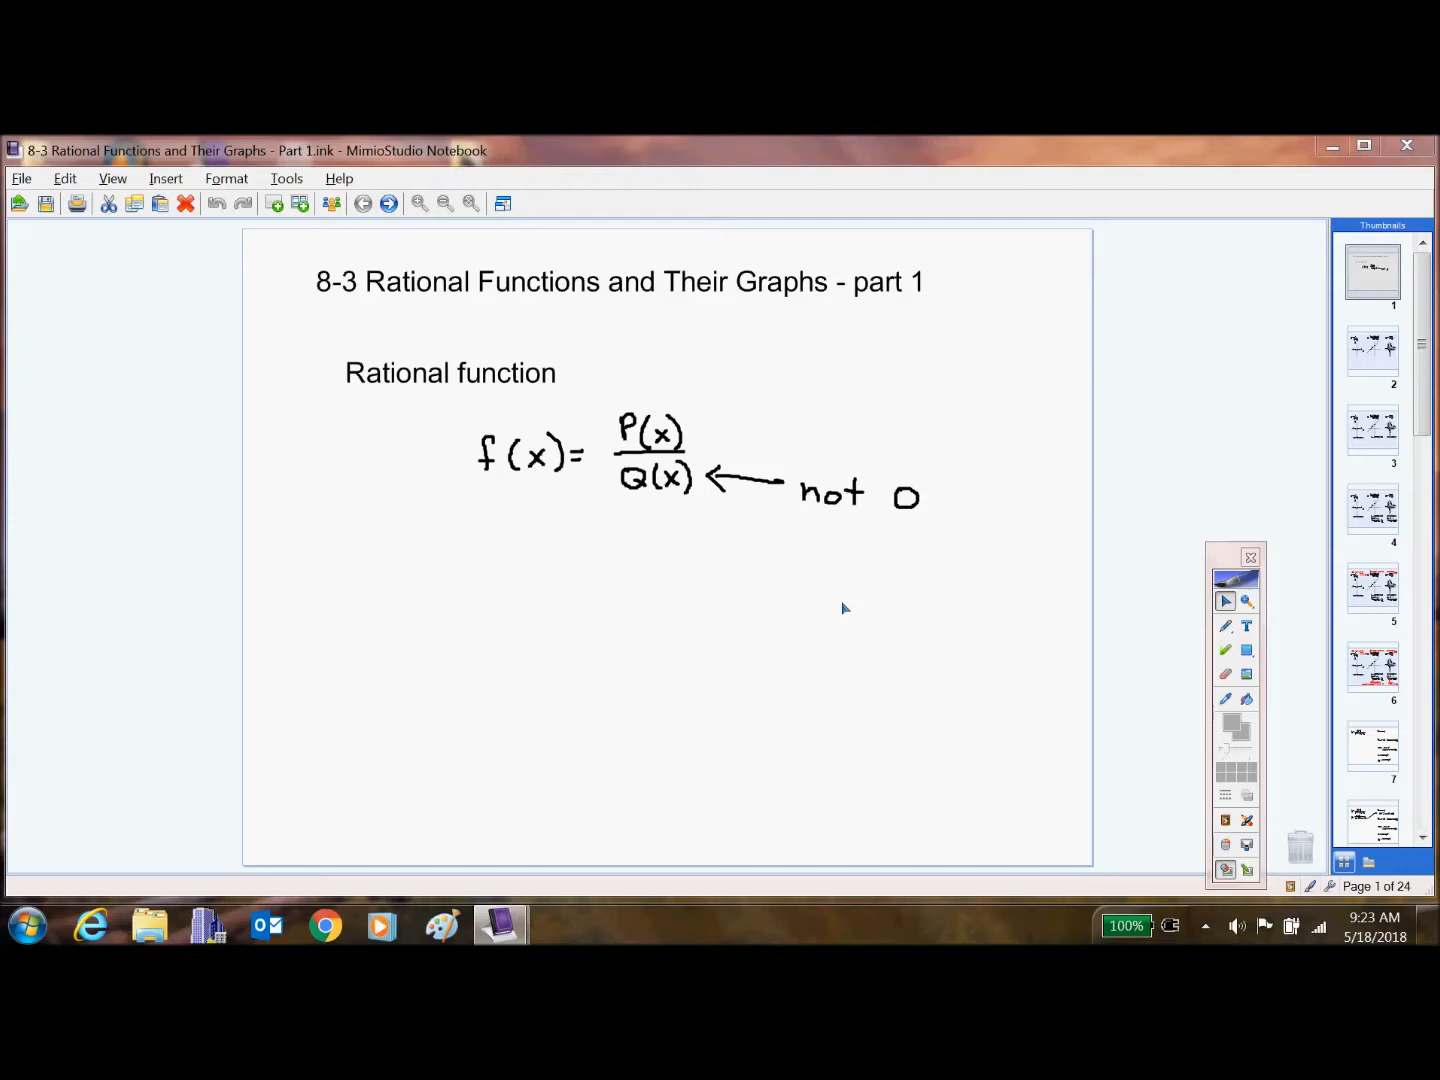 8-3 Rational Functions and Their Graphs - Part 1.ink - MimioStudio Notebook
File Edit View Insert Format Tools Help
Thumbnails
8-3 Rational Functions and Their Graphs - part 1
Rational function
f(x) = P(x)
Q(x) ← not 0
1
2
3
4
5
6
7
Page 1 of 24
100%
9:23 AM
5/18/2018